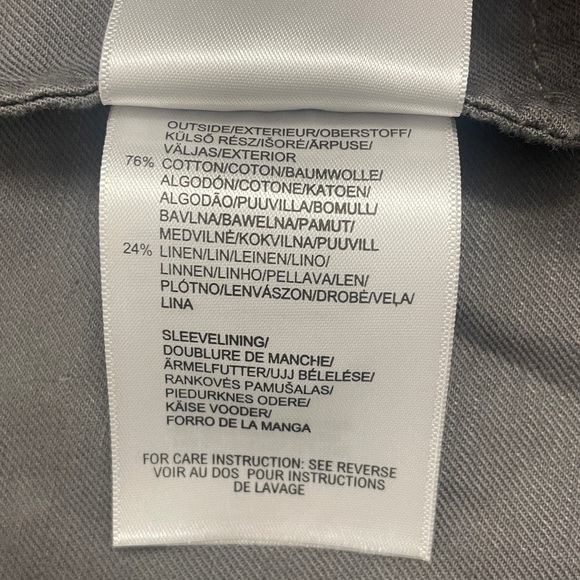 OUTSIDE/EXTERIEUR/OBERSTOFF/
KÜLSŐ RÉSZ/IŠORĖ/ĀRPUSE/
VÄLJAS/EXTERIOR
76% COTTON/COTON/BAUMWOLLE/
ALGODÓN/COTONE/KATOEN/
ALGODÃO/PUUVILLA/BOMULL/
BAVLNA/BAWELNA/PAMUT/
MEDVILNĖ/KOKVILNA/PUUVILL
24% LINEN/LIN/LEINEN/LINO/
LINNEN/LINHO/PELLAVA/LEN/
PLÓTNO/LENVÁSZON/DROBĖ/VEĻA/
LINA
SLEEVELINING/
DOUBLURE DE MANCHE/
ÄRMELFUTTER/UJJ BÉLELÉSE/
RANKOVĖS PAMUŠALAS/
PIEDURKNES ODERE/
KÄISE VOODER/
FORRO DE LA MANGA
FOR CARE INSTRUCTION: SEE REVERSE
VOIR AU DOS POUR INSTRUCTIONS
DE LAVAGE